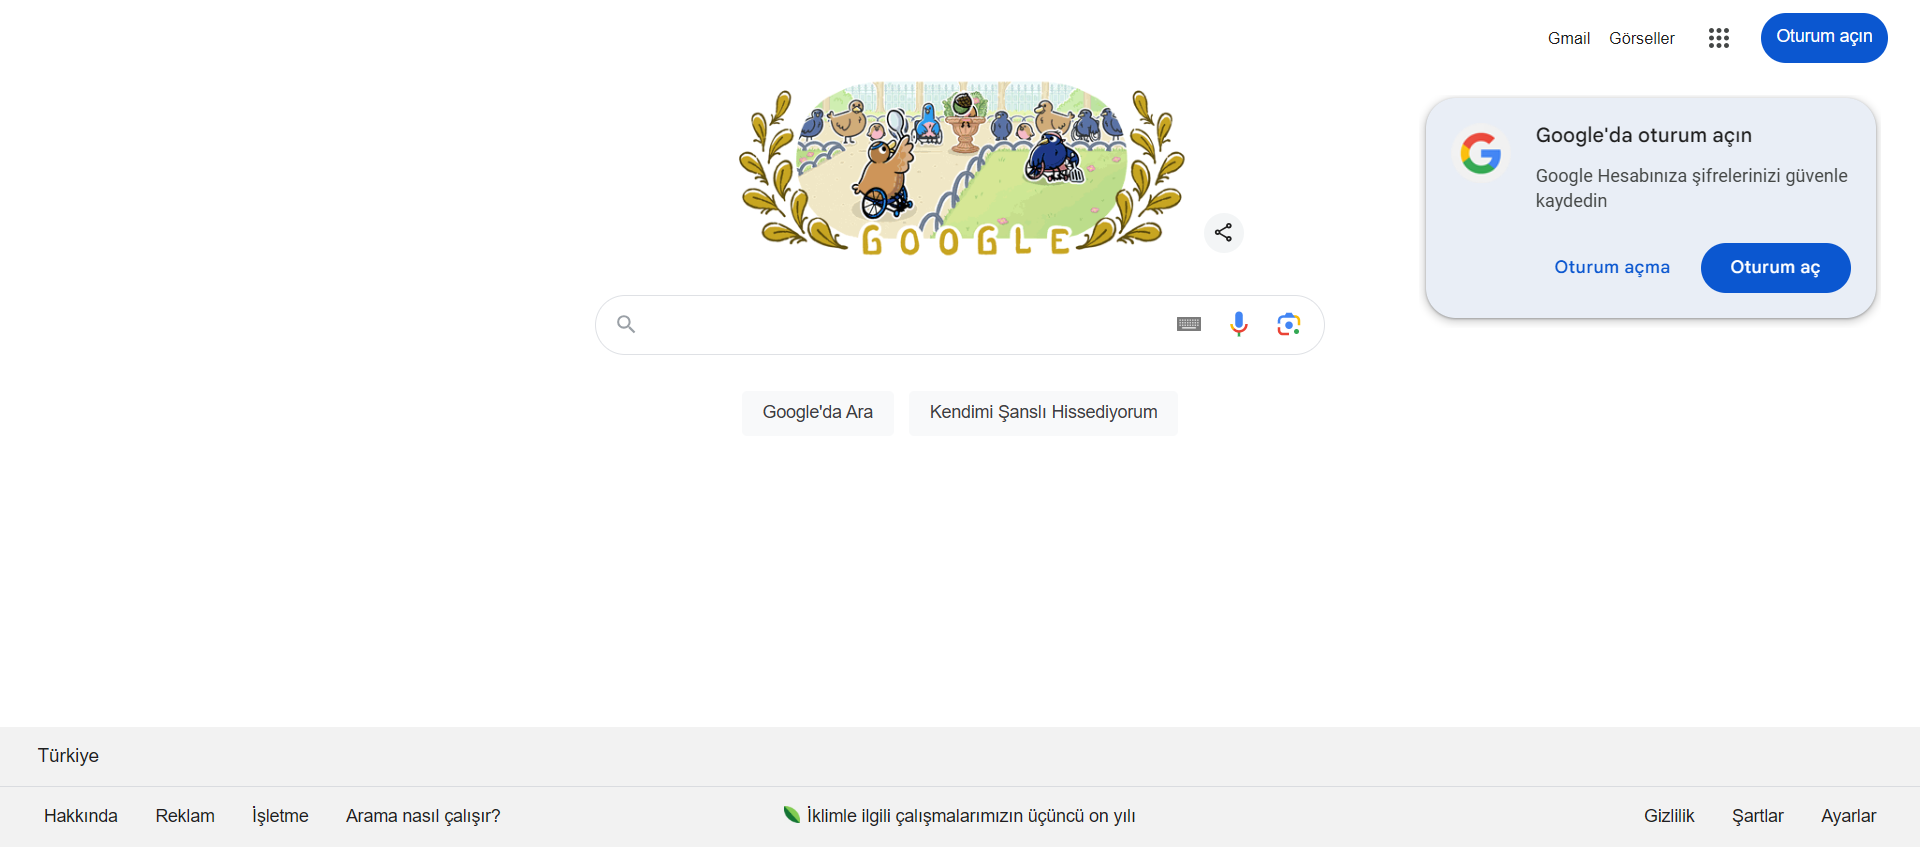 Gmail Görseller Oturum açın
GOOGLE
Google'da oturum açın
Google Hesabınıza şifrelerinizi güvenle
kaydedin
Oturum açma Oturum aç
Google'da Ara Kendimi Şanslı Hissediyorum
Türkiye
Hakkında Reklam İşletme Arama nasıl çalışır? İklimle ilgili çalışmalarımızın üçüncü on yılı Gizlilik Şartlar Ayarlar